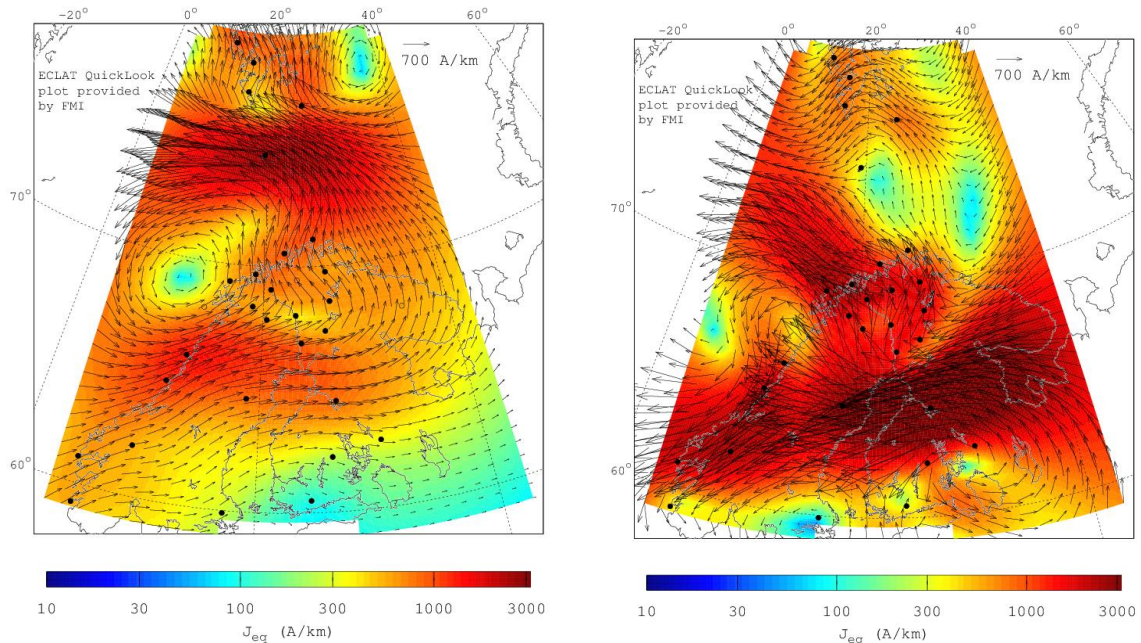 0° 20° 40° 60°
700 A/km
ECLAT QuickLook
plot provided
by FMI
70°
60°
10 30 100 300 1000 3000
J_eq (A/km)
-20° 0° 20° 40° 60°
700 A/km
ECLAT QuickLook
plot provided
by FMI
70°
60°
10 30 100 300 1000 3000
J_eq (A/km)